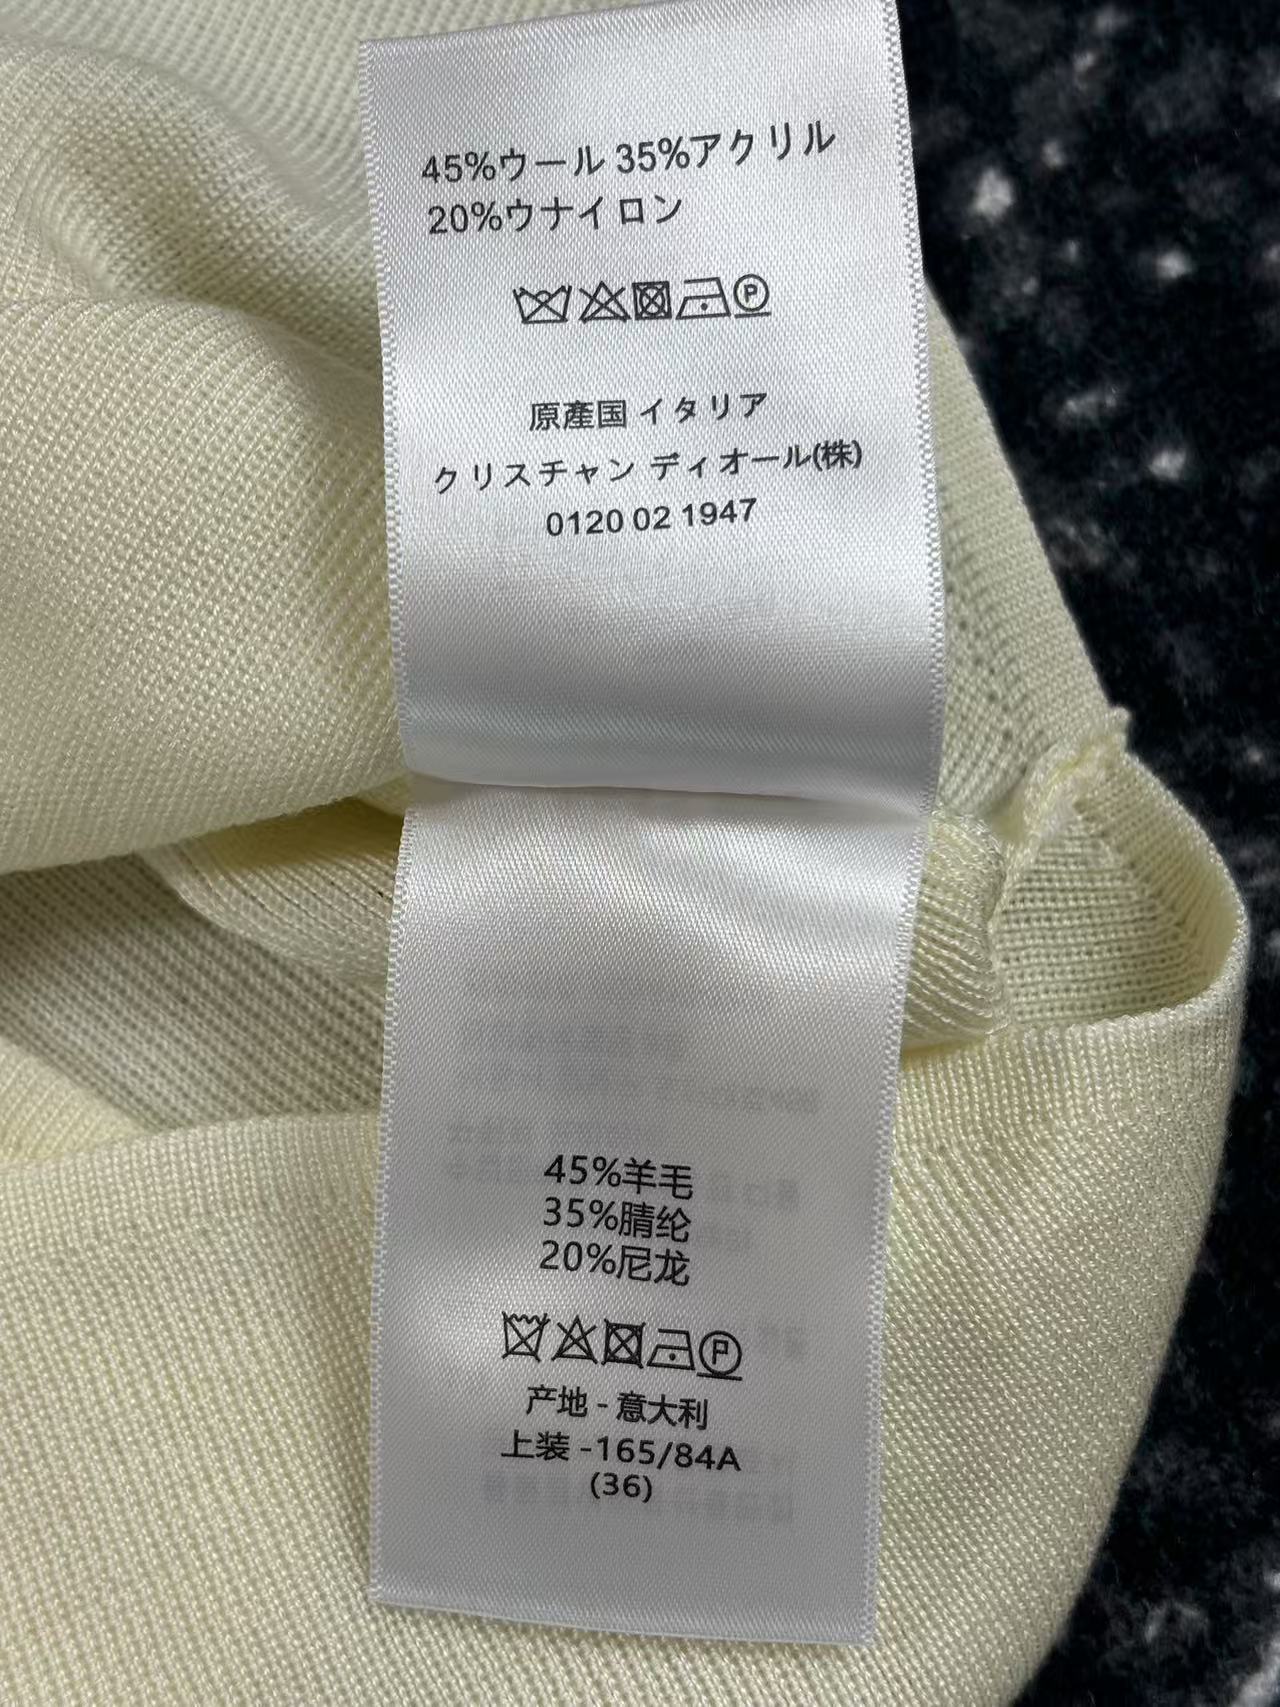 45%ウール 35%アクリル
20%ウナイロン
P
原産国 イタリア
クリスチャン ディオール(株)
0120 02 1947
45%羊毛
35%腈纶
20%尼龙
P
产地 - 意大利
上装 -165/84A
(36)